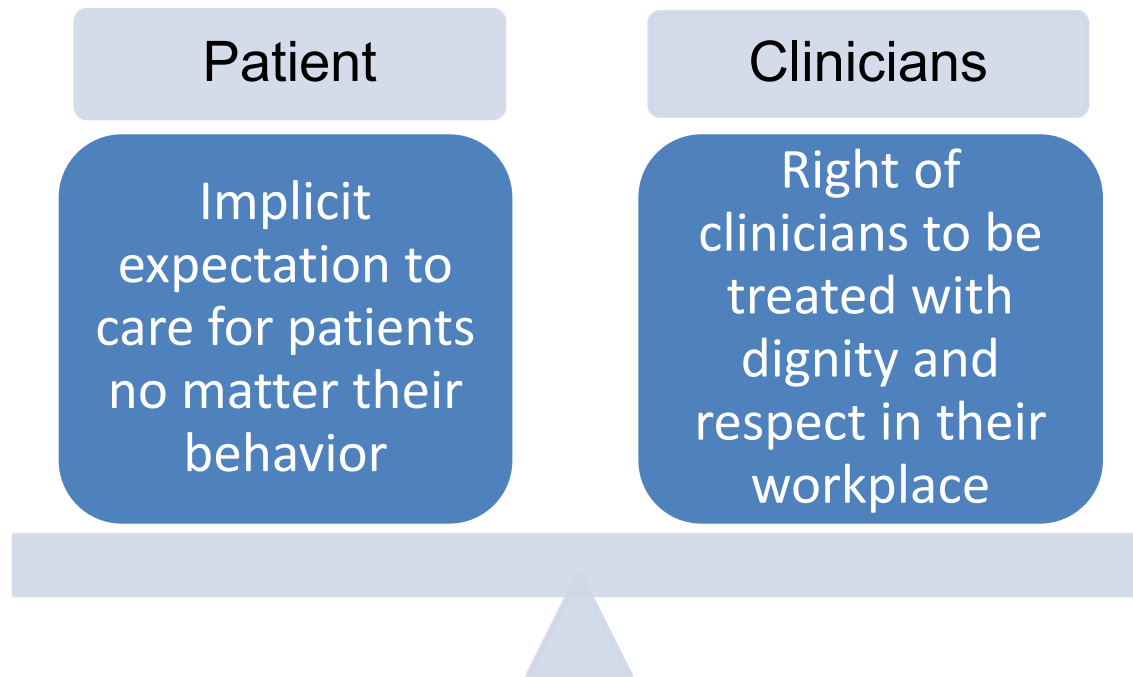 Patient
Implicit
expectation to
care for patients
no matter their
behavior
Clinicians
Right of
clinicians to be
treated with
dignity and
respect in their
workplace